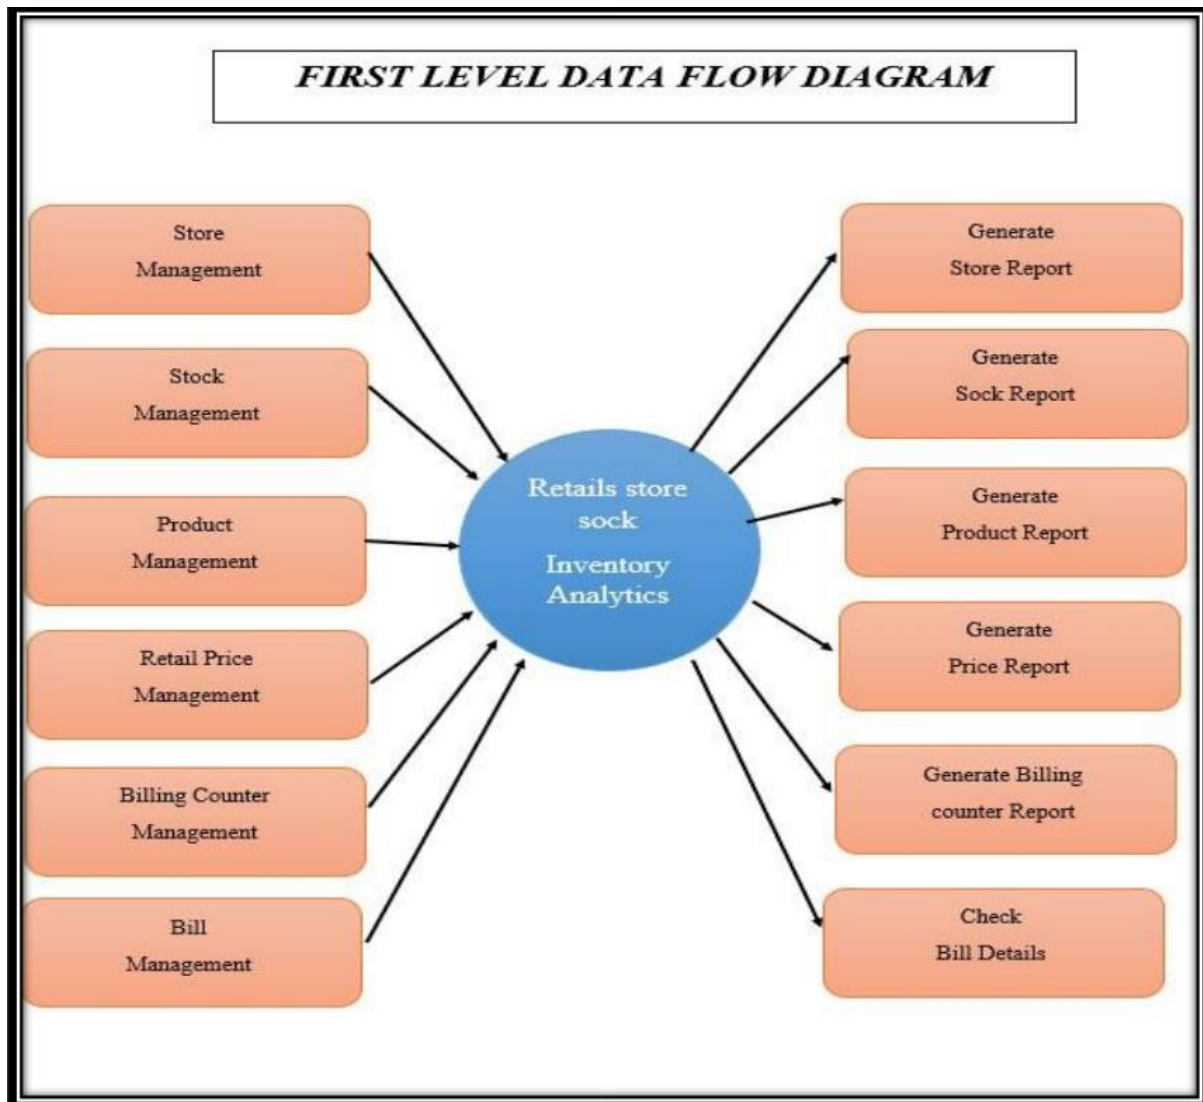 FIRST LEVEL DATA FLOW DIAGRAM
Store
Management
Stock
Management
Product
Management
Retail Price
Management
Billing Counter
Management
Bill
Management
Retails store
sock
Inventory
Analytics
Generate
Store Report
Generate
Sock Report
Generate
Product Report
Generate
Price Report
Generate Billing
counter Report
Check
Bill Details